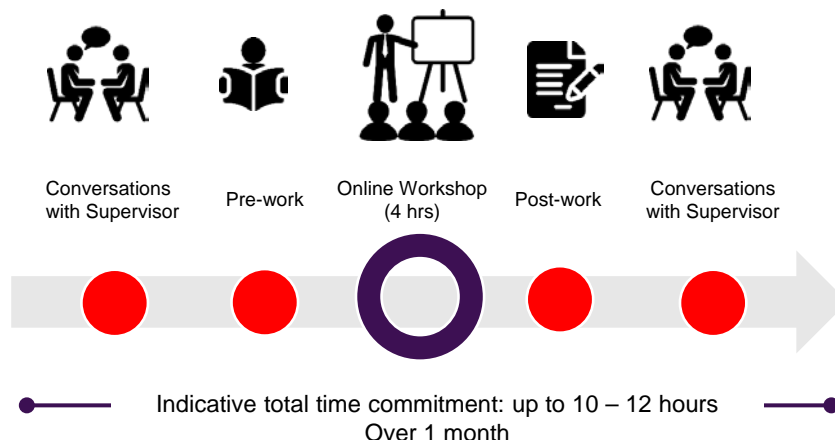 Conversations
with Supervisor
Pre-work
Online Workshop
(4 hrs)
Post-work
Conversations
with Supervisor
Indicative total time commitment: up to 10 – 12 hours
Over 1 month